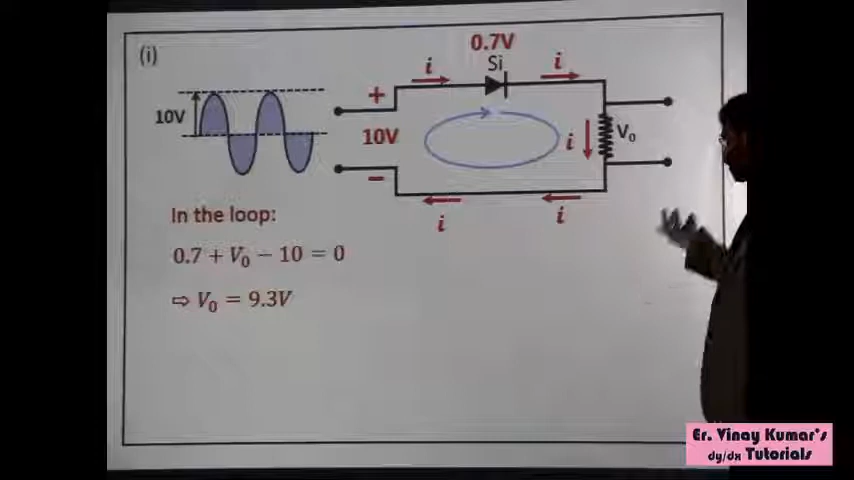 (i)
0.7V
Si
i
i
+
10V
10V
i
V₀
−
i
i
In the loop:
0.7 + V₀ − 10 = 0
⇨ V₀ = 9.3V
Er. Vinay Kumar's
dy/dx Tutorials